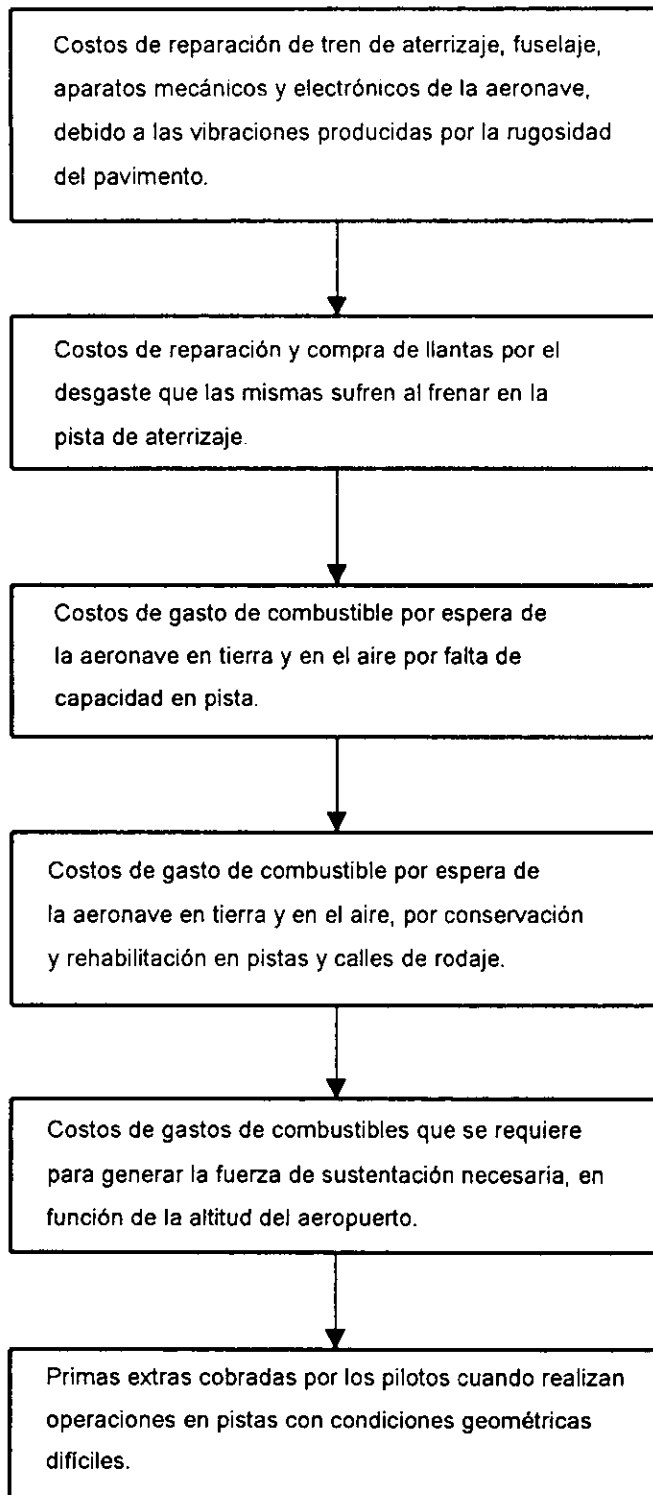 Costos de reparación de tren de aterrizaje, fuselaje,
aparatos mecánicos y electrónicos de la aeronave,
debido a las vibraciones producidas por la rugosidad
del pavimento.
Costos de reparación y compra de llantas por el
desgaste que las mismas sufren al frenar en la
pista de aterrizaje.
Costos de gasto de combustible por espera de
la aeronave en tierra y en el aire por falta de
capacidad en pista.
Costos de gasto de combustible por espera de
la aeronave en tierra y en el aire, por conservación
y rehabilitación en pistas y calles de rodaje.
Costos de gastos de combustibles que se requiere
para generar la fuerza de sustentación necesaria, en
función de la altitud del aeropuerto.
Primas extras cobradas por los pilotos cuando realizan
operaciones en pistas con condiciones geométricas
difíciles.